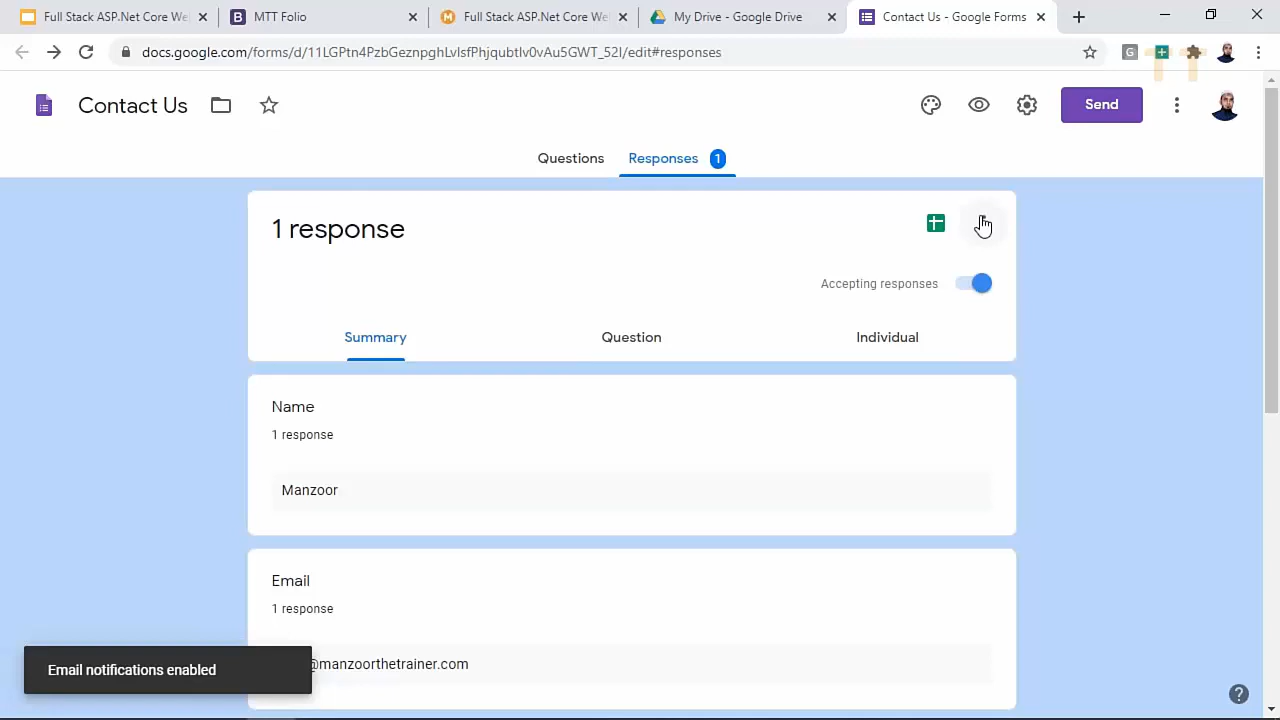 Full Stack ASP.Net Core We
MTT Folio
Full Stack ASP.Net Core We
My Drive - Google Drive
Contact Us - Google Forms
docs.google.com/forms/d/11LGPtn4PzbGeznpghLvlsfPhjqubtIv0vAu5GWT_52I/edit#responses
Contact Us
Send
Questions
Responses 1
1 response
Accepting responses
Summary
Question
Individual
Name
1 response
Manzoor
Email
1 response
@manzoorthetrainer.com
Email notifications enabled